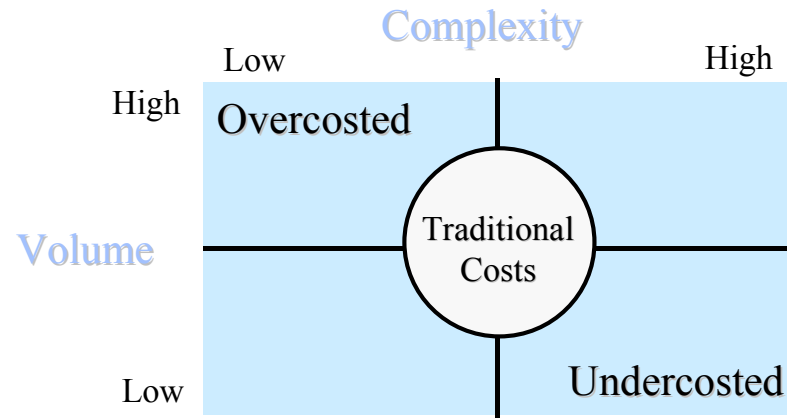 Complexity
Low
High
High
Overcosted
Traditional
Costs
Volume
Low
Undercosted